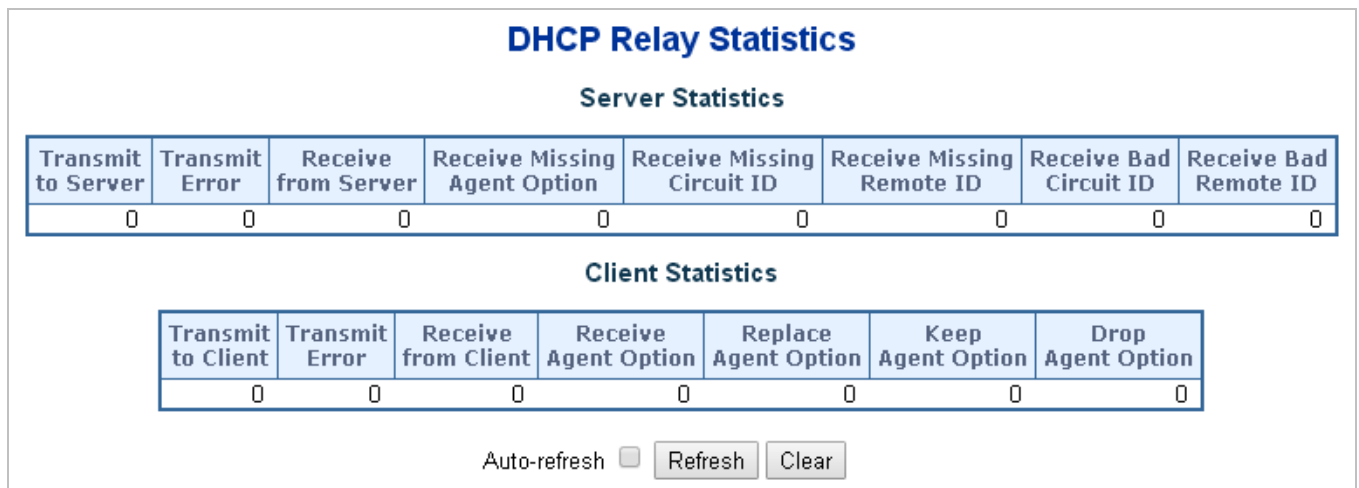 DHCP Relay Statistics
Server Statistics
Transmit to Server Transmit Error Receive from Server Receive Missing Agent Option Receive Missing Circuit ID Receive Missing Remote ID Receive Bad Circuit ID Receive Bad Remote ID
0 0 0 0 0 0 0 0
Client Statistics
Transmit to Client Transmit Error Receive from Client Receive Agent Option Replace Agent Option Keep Agent Option Drop Agent Option
0 0 0 0 0 0 0
Auto-refresh Refresh Clear